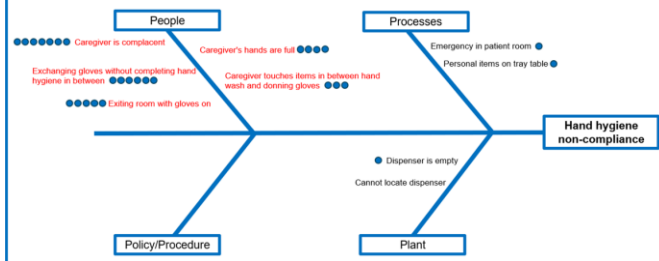 People
Processes
Caregiver is complacent
Caregiver's hands are full
Emergency in patient room
Personal items on tray table
Exchanging gloves without completing hand
hygiene in between
Caregiver touches items in between hand
wash and donning gloves
Exiting room with gloves on
Hand hygiene
non-compliance
Dispenser is empty
Cannot locate dispenser
Policy/Procedure
Plant